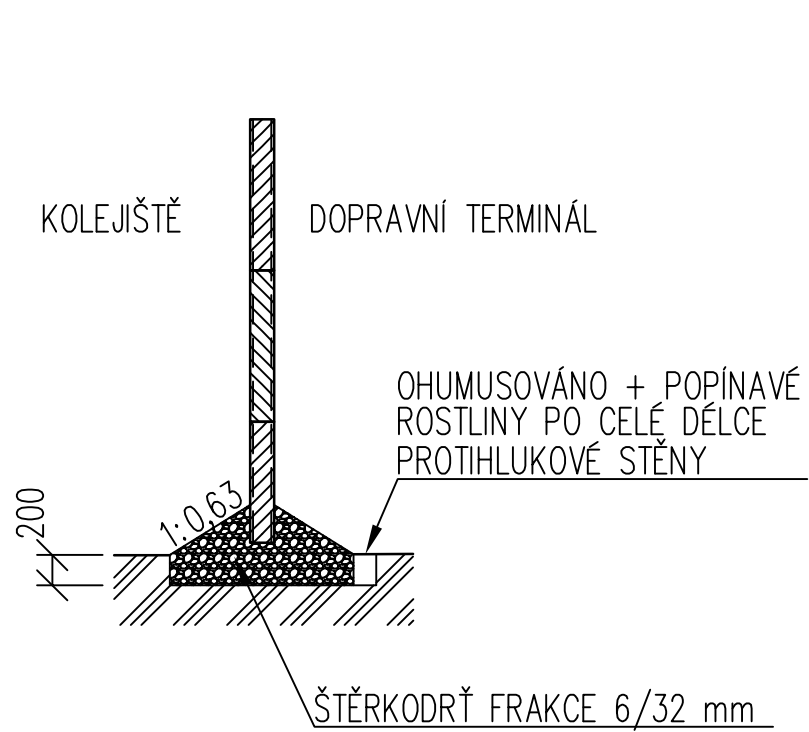 KOLEJIŠTĚ
DOPRAVNÍ TERMINÁL
OHUMUSOVÁNO + POPÍNAVÉ
ROSTLINY PO CELÉ DÉLCE
PROTIHLUKOVÉ STĚNY
1:0,63
200
ŠTĚRKODRŤ FRAKCE 6/32 mm